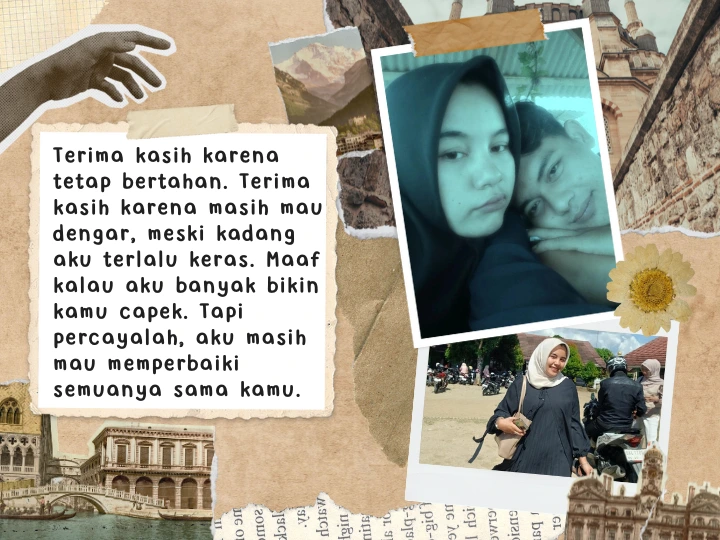 Terima kasih karena
tetap bertahan. Terima
kasih karena masih mau
dengar, meski kadang
aku terlalu keras. Maaf
kalau aku banyak bikin
kamu capek. Tapi
percayalah, aku masih
mau memperbaiki
semuanya sama kamu.